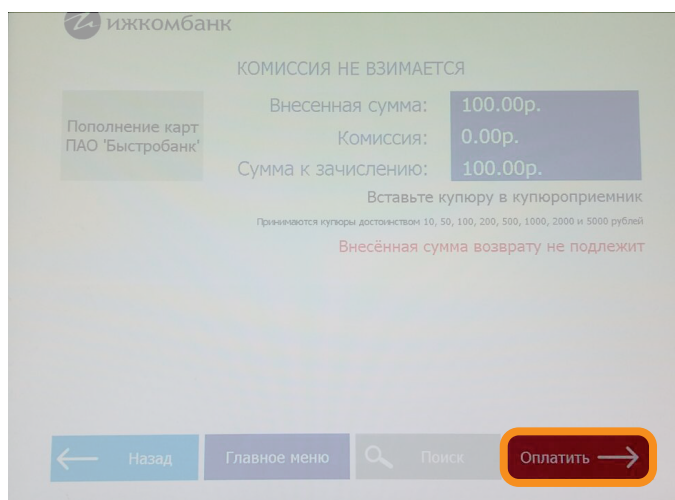 ижкомбанк
КОМИССИЯ НЕ ВЗИМАЕТСЯ
Пополнение карт
ПАО 'Быстробанк'
Внесенная сумма: 100.00р.
Комиссия: 0.00р.
Сумма к зачислению: 100.00р.
Вставьте купюру в купюроприемник
Принимаются купюры достоинством 10, 50, 100, 200, 500, 1000, 2000 и 5000 рублей
Внесённая сумма возврату не подлежит
Назад
Главное меню
Поиск
Оплатить